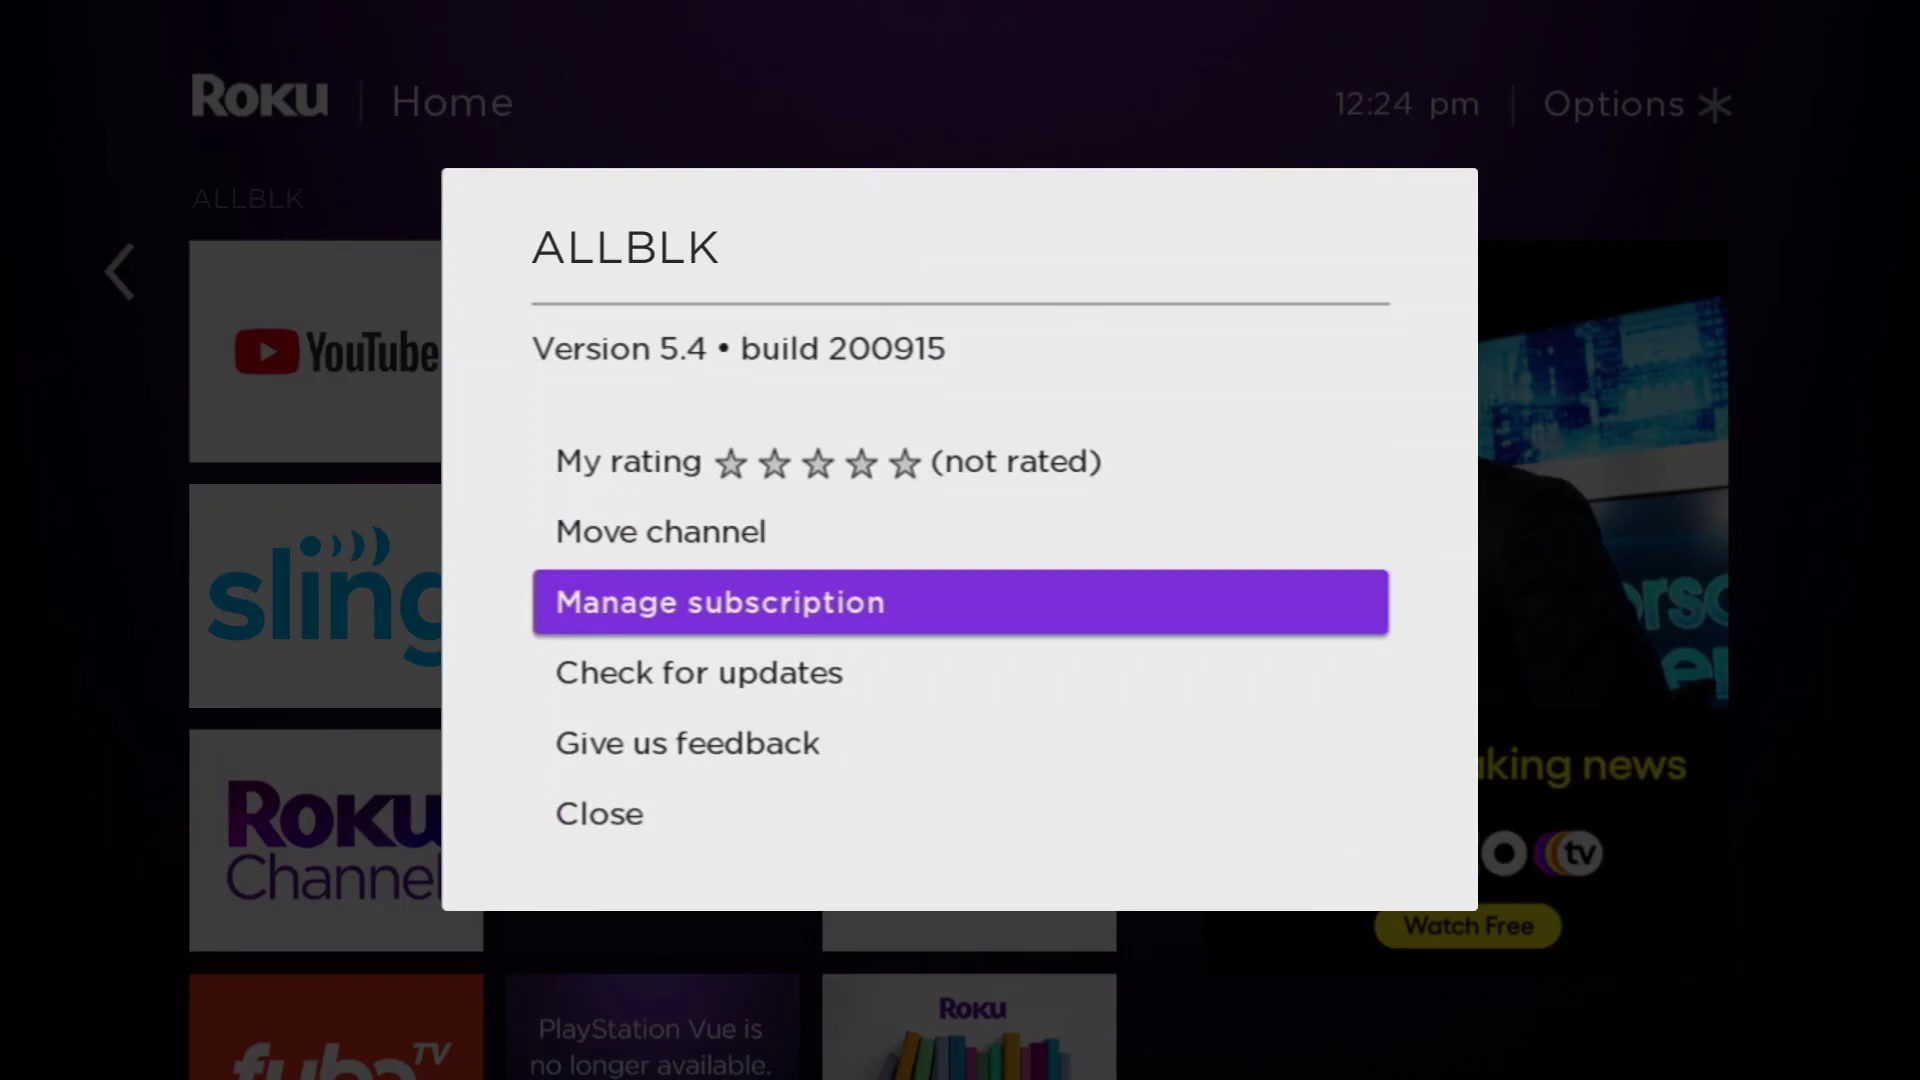 Roku | Home
12:24 pm | Options
ALLBLK
ALLBLK
Version 5.4 • build 200915
My rating ☆ ☆ ☆ ☆ ☆ (not rated)
Move channel
Manage subscription
Check for updates
Give us feedback
Close
YouTube
sling
Roku
Channel
fubo TV
PlayStation Vue is
no longer available.
Roku
news
tv
Watch Free